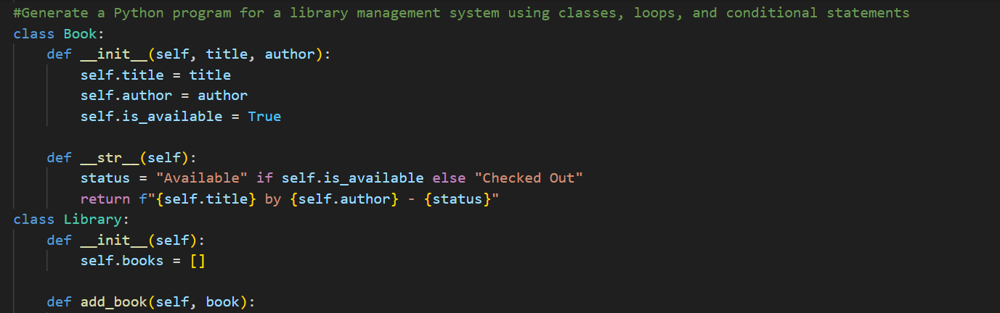 #Generate a Python program for a library management system using classes, loops, and conditional statements
class Book:
    def __init__(self, title, author):
        self.title = title
        self.author = author
        self.is_available = True

    def __str__(self):
        status = "Available" if self.is_available else "Checked Out"
        return f"{self.title} by {self.author} - {status}"
class Library:
    def __init__(self):
        self.books = []

    def add_book(self, book):